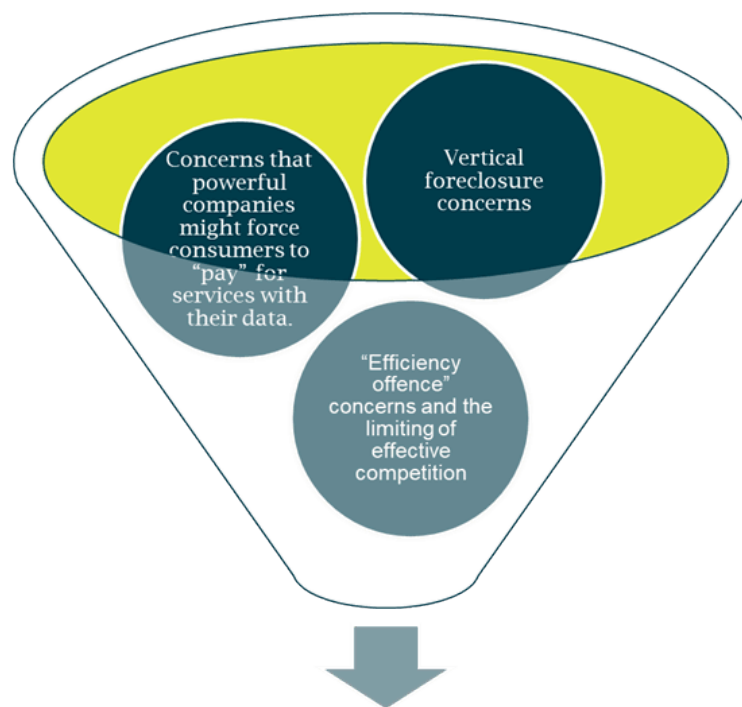 Concerns that
powerful
companies
might force
consumers to
“pay” for
services with
their data.
Vertical
foreclosure
concerns
“Efficiency
offence”
concerns and the
limiting of
effective
competition